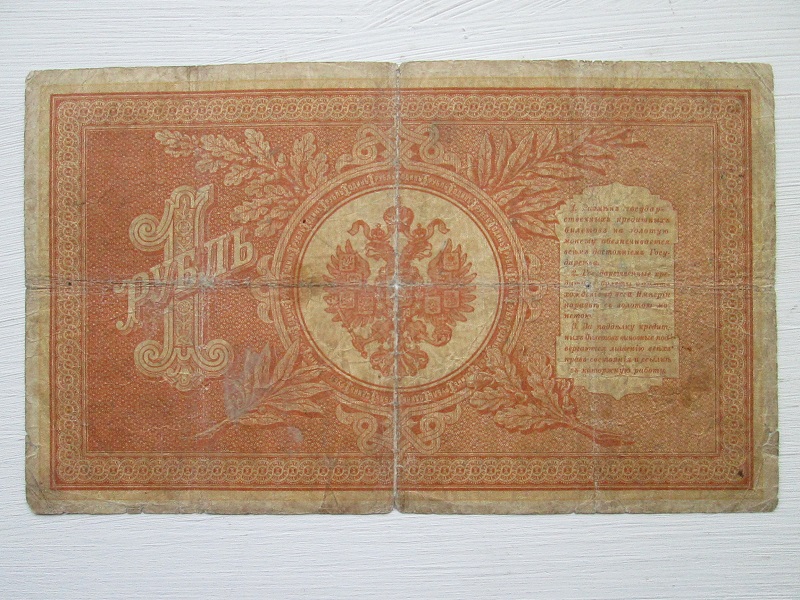 1
РУБЛЬ
1. Размѣнъ государ-
ственныхъ кредитныхъ
билетовъ на золотую
монету обезпечивается
всѣмъ достояніемъ Госу-
дарства.
2. Государственные кре-
дитные билеты имѣютъ
хожденіе во всей Имперіи
наравнѣ съ золотою мо-
нетою.
3. За поддѣлку кредит-
ныхъ билетовъ виновные под-
вергаются лишенію всѣхъ
правъ состоянія и ссылкѣ
въ каторжную работу.